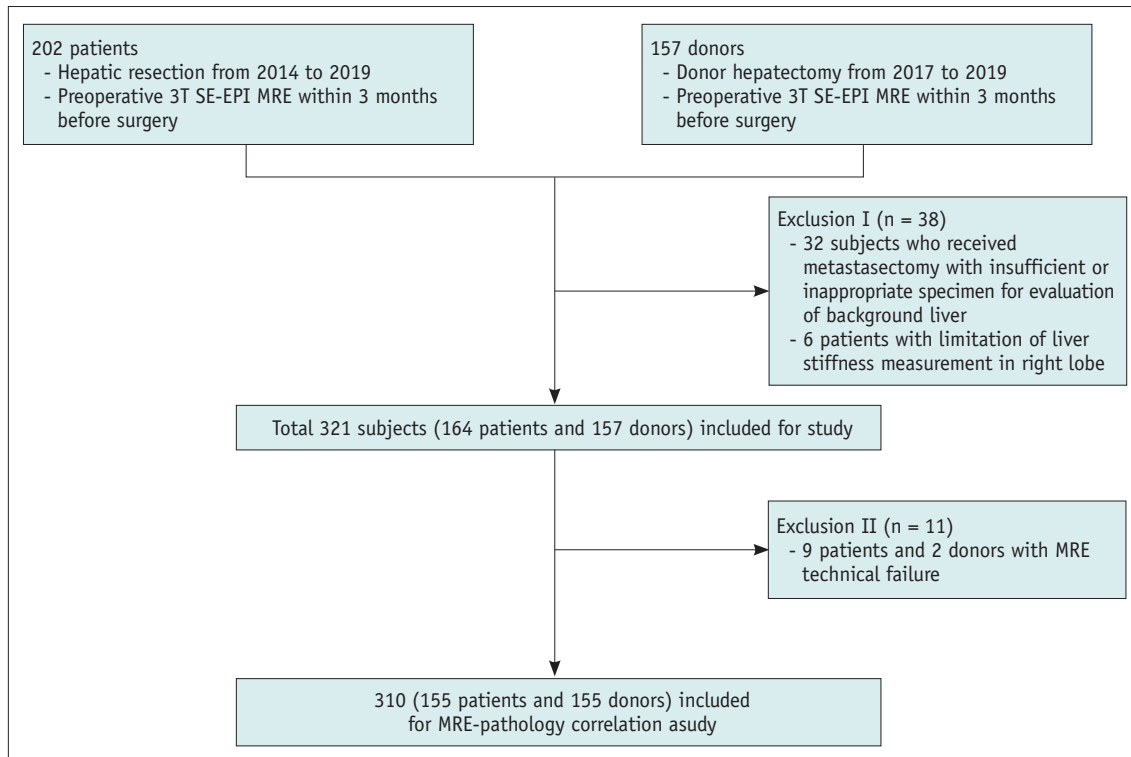 202 patients
- Hepatic resection from 2014 to 2019
- Preoperative 3T SE-EPI MRE within 3 months
before surgery)
157 donors
- Donor hepatectomy from 2017 to 2019
- Preoperative 3T SE-EPI MRE within 3 months
before surgery)
Exclusion I (n = 38)
- 32 subjects who received
metastasectomy with insufficient or
inappropriate specimen for evaluation
of background liver
- 6 patients with limitation of liver
stiffness measurement in right lobe
Total 321 subjects (164 patients and 157 donors) included for study
Exclusion II (n = 11)
- 9 patients and 2 donors with MRE
technical failure
310 (155 patients and 155 donors) included
for MRE-pathology correlation asudy